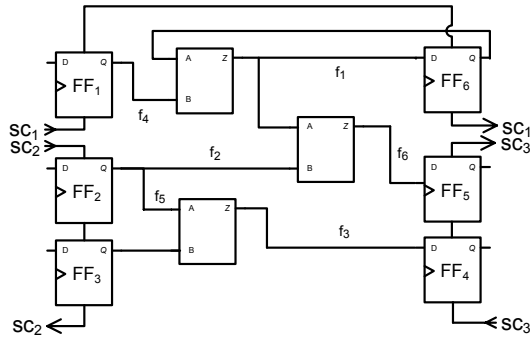 D Q A Z D Q
FF1 f1 FF6
B
f4
SC1 SC1
SC2 A Z SC3
D Q f2 B f6 D Q
FF2 FF5
f5 A Z
D Q B f3 D Q
FF3 FF4
SC2 SC3